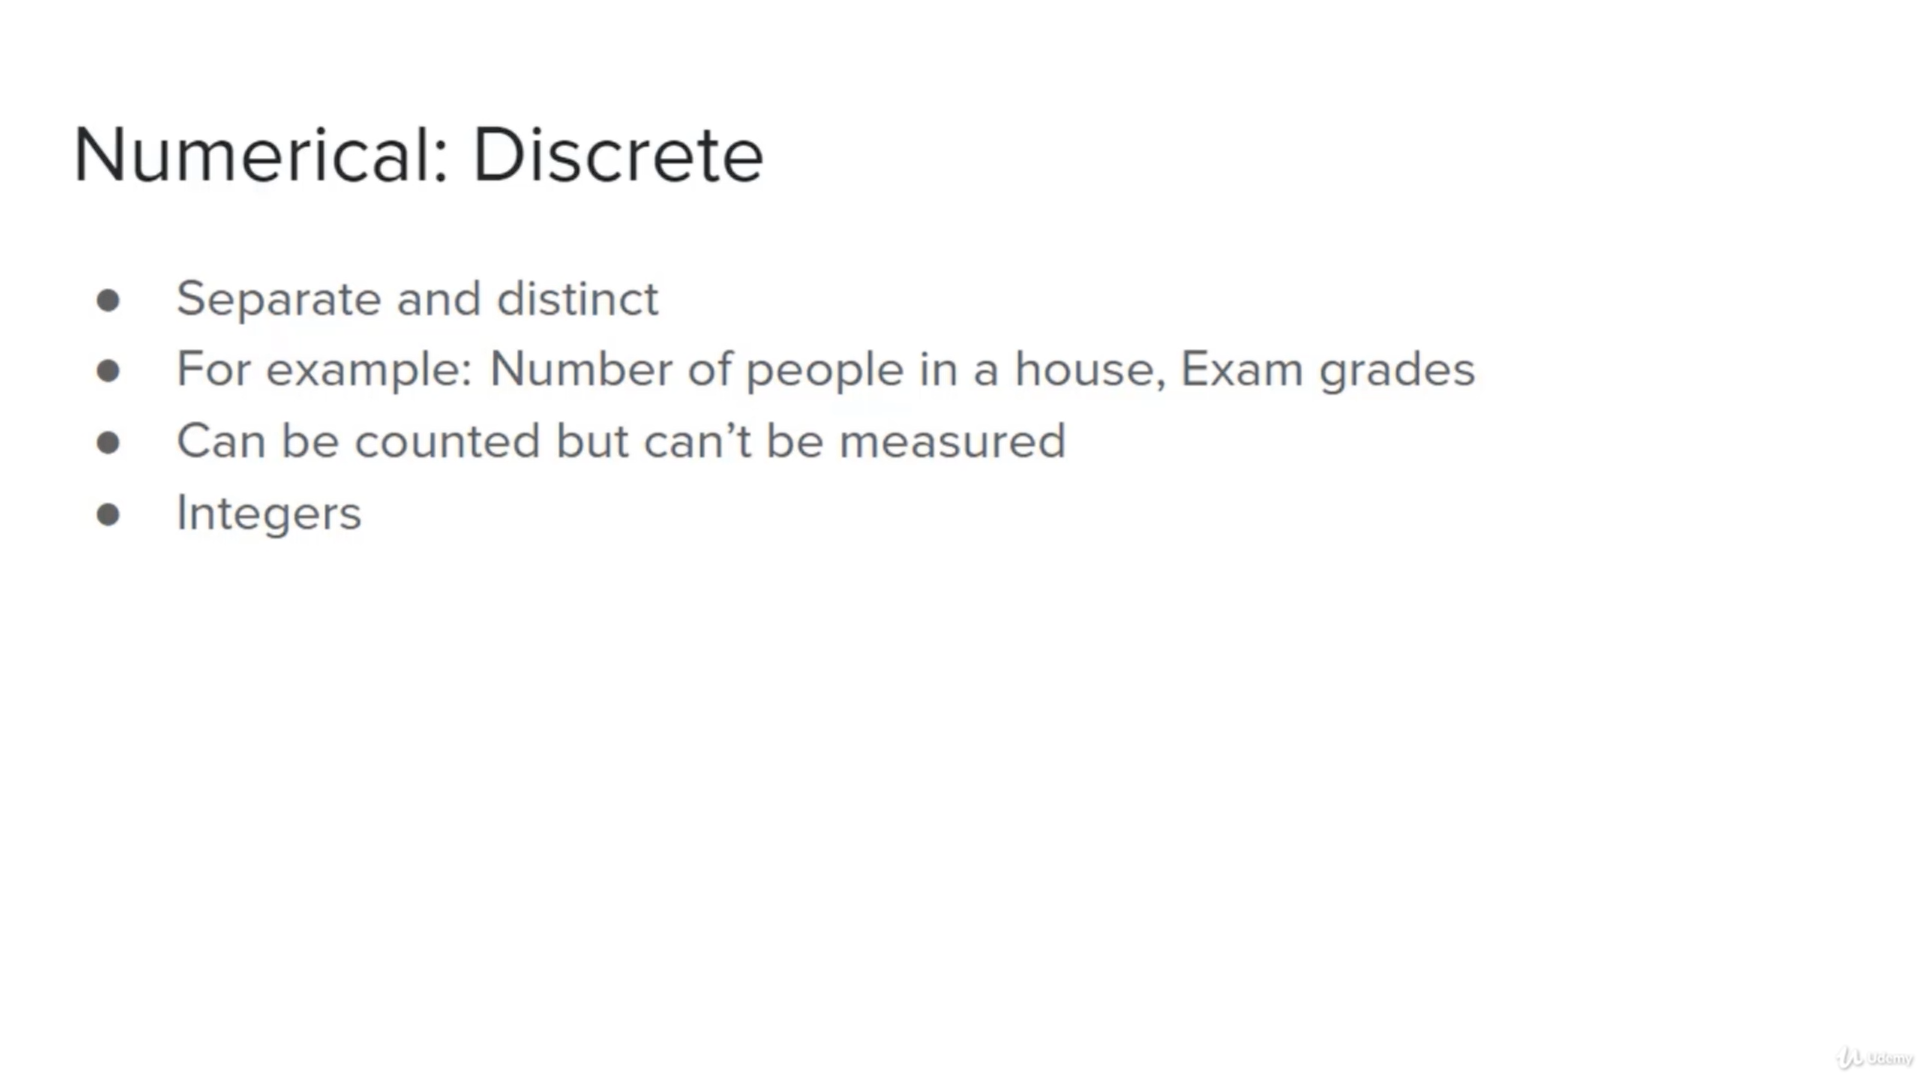 Numerical: Discrete
● Separate and distinct
● For example: Number of people in a house, Exam grades
● Can be counted but can’t be measured
● Integers
Udemy